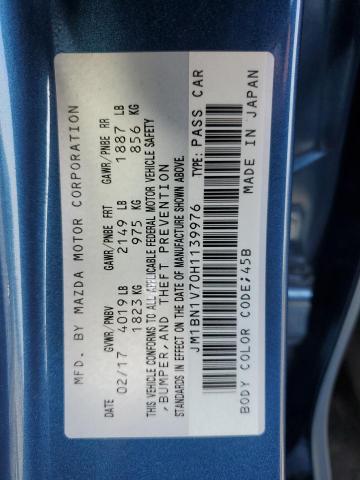 MFD. BY MAZDA MOTOR CORPORATION
GVWR/PNBV GAWR/PNBE FRT GAWR/PNBE RR
DATE 02/17 4019 LB 2149 LB 1887 LB
1823 KG 975 KG 856 KG
THIS VEHICLE CONFORMS TO ALL APPLICABLE FEDERAL MOTOR VEHICLE SAFETY
,BUMPER,AND THEFT PREVENTION
STANDARDS IN EFFECT ON THE DATE OF MANUFACTURE SHOWN ABOVE.
JM1BN1V70H1139976 TYPE: PASS CAR
BODY COLOR CODE;45B MADE IN JAPAN